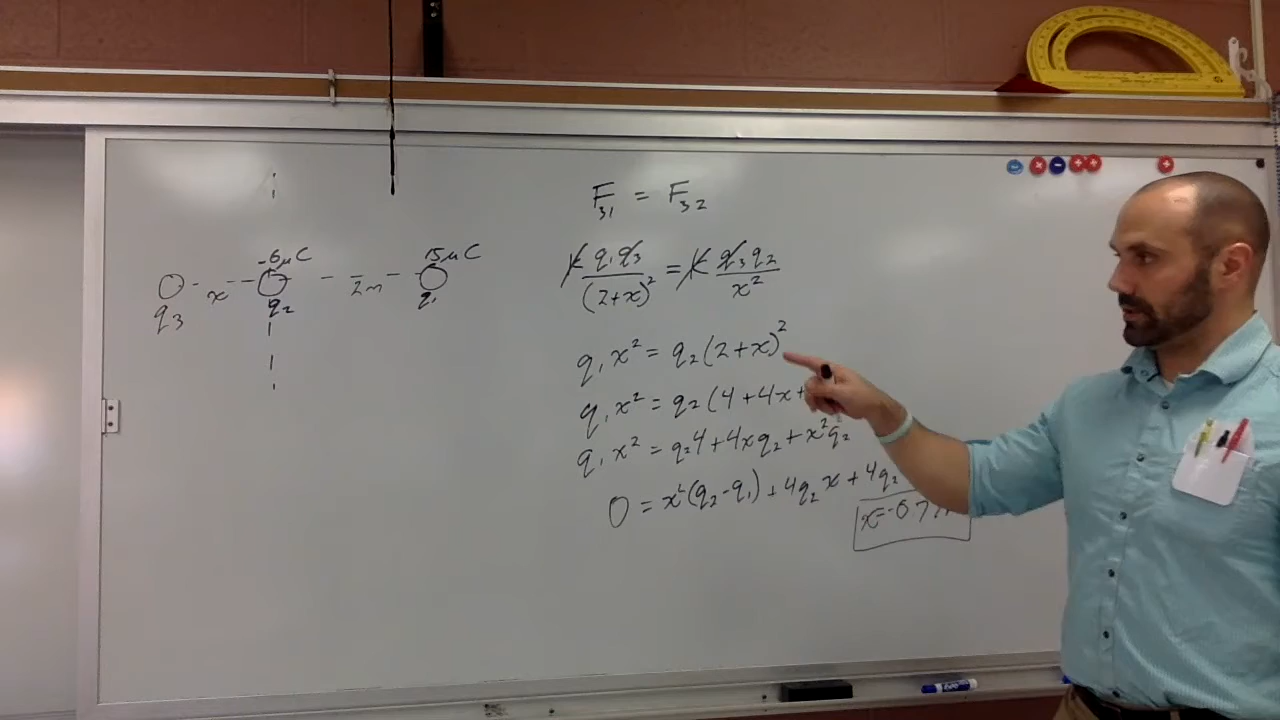 F₃₁ = F₃₂
-6μC
15μC
x
2m
q₃
q₂
q₁
K q₁q₃/(2+x)² = K q₃q₂/x²
q₁x² = q₂(2+x)²
q₁x² = q₂(4+4x+
q₁x² = q₂4+4xq₂+x²q₂
0 = x²(q₂-q₁)+4q₂x+4q₂
x=-0.77